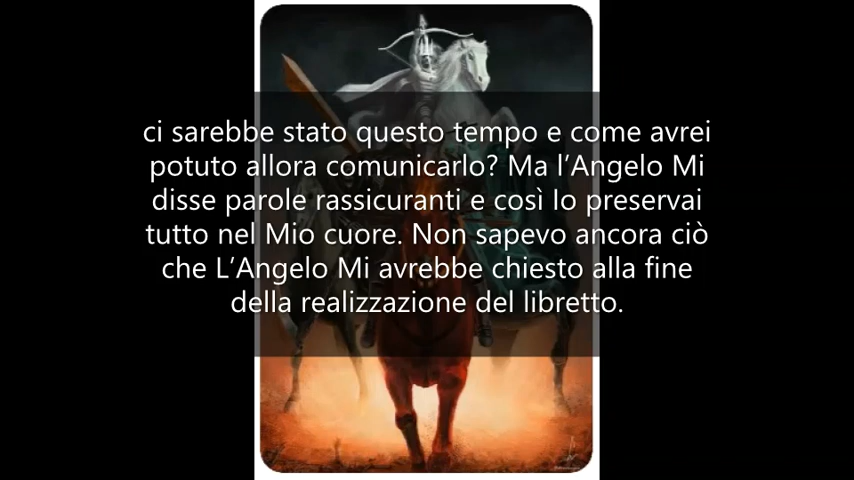 ci sarebbe stato questo tempo e come avrei
potuto allora comunicarlo? Ma l’Angelo Mi
disse parole rassicuranti e così Io preservai
tutto nel Mio cuore. Non sapevo ancora ciò
che L’Angelo Mi avrebbe chiesto alla fine
della realizzazione del libretto.